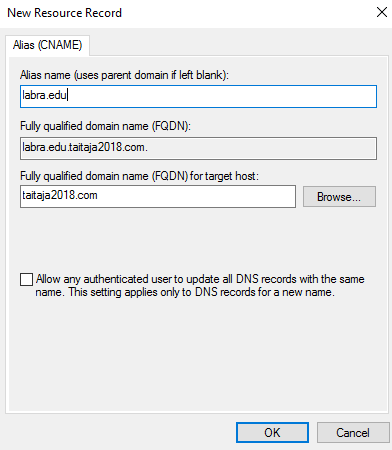 New Resource Record
Alias (CNAME)
Alias name (uses parent domain if left blank):
labra.edu
Fully qualified domain name (FQDN):
labra.edu.taitaja2018.com.
Fully qualified domain name (FQDN) for target host:
taitaja2018.com
Browse...
Allow any authenticated user to update all DNS records with the same
name. This setting applies only to DNS records for a new name.
OK
Cancel